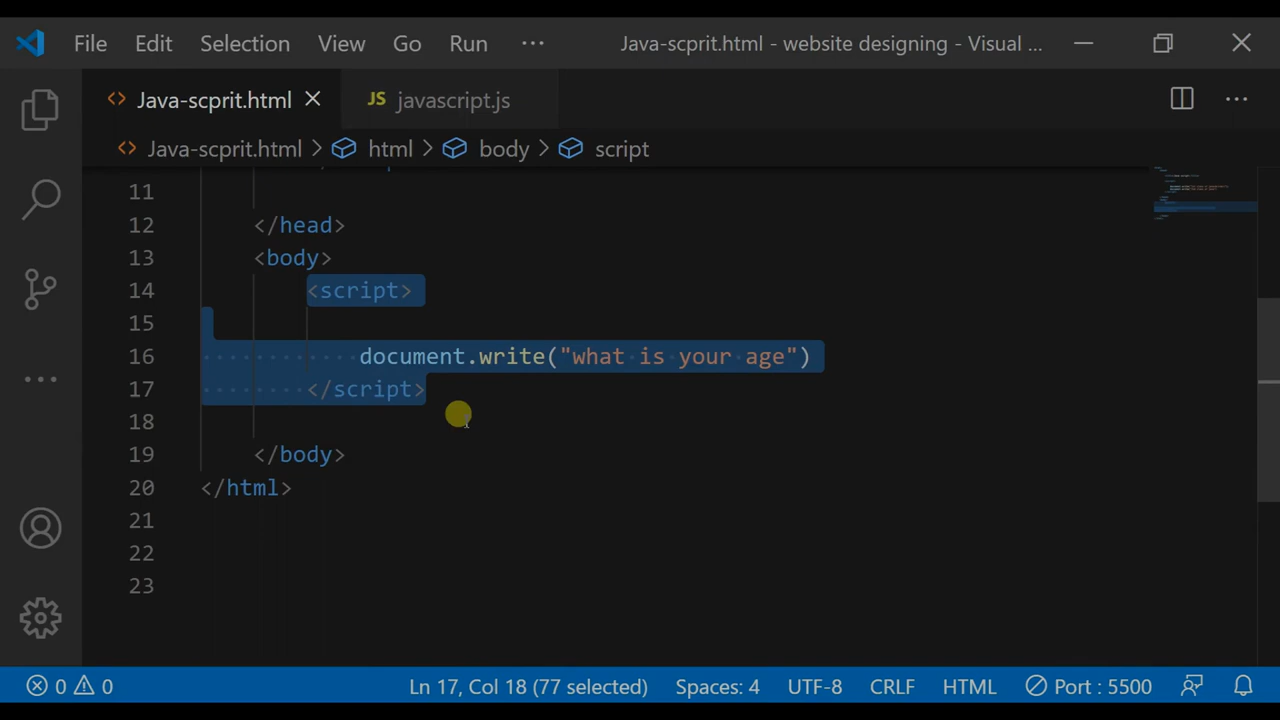 File Edit Selection View Go Run ··· Java-scprit.html - website designing - Visual ...
Java-scprit.html JS javascript.js
Java-scprit.html > html > body > script
11
12 </head>
13 <body>
14 <script>
15
16 document.write("what is your age")
17 </script>
18
19 </body>
20 </html>
21
22
23
0 0 Ln 17, Col 18 (77 selected) Spaces: 4 UTF-8 CRLF HTML Port : 5500